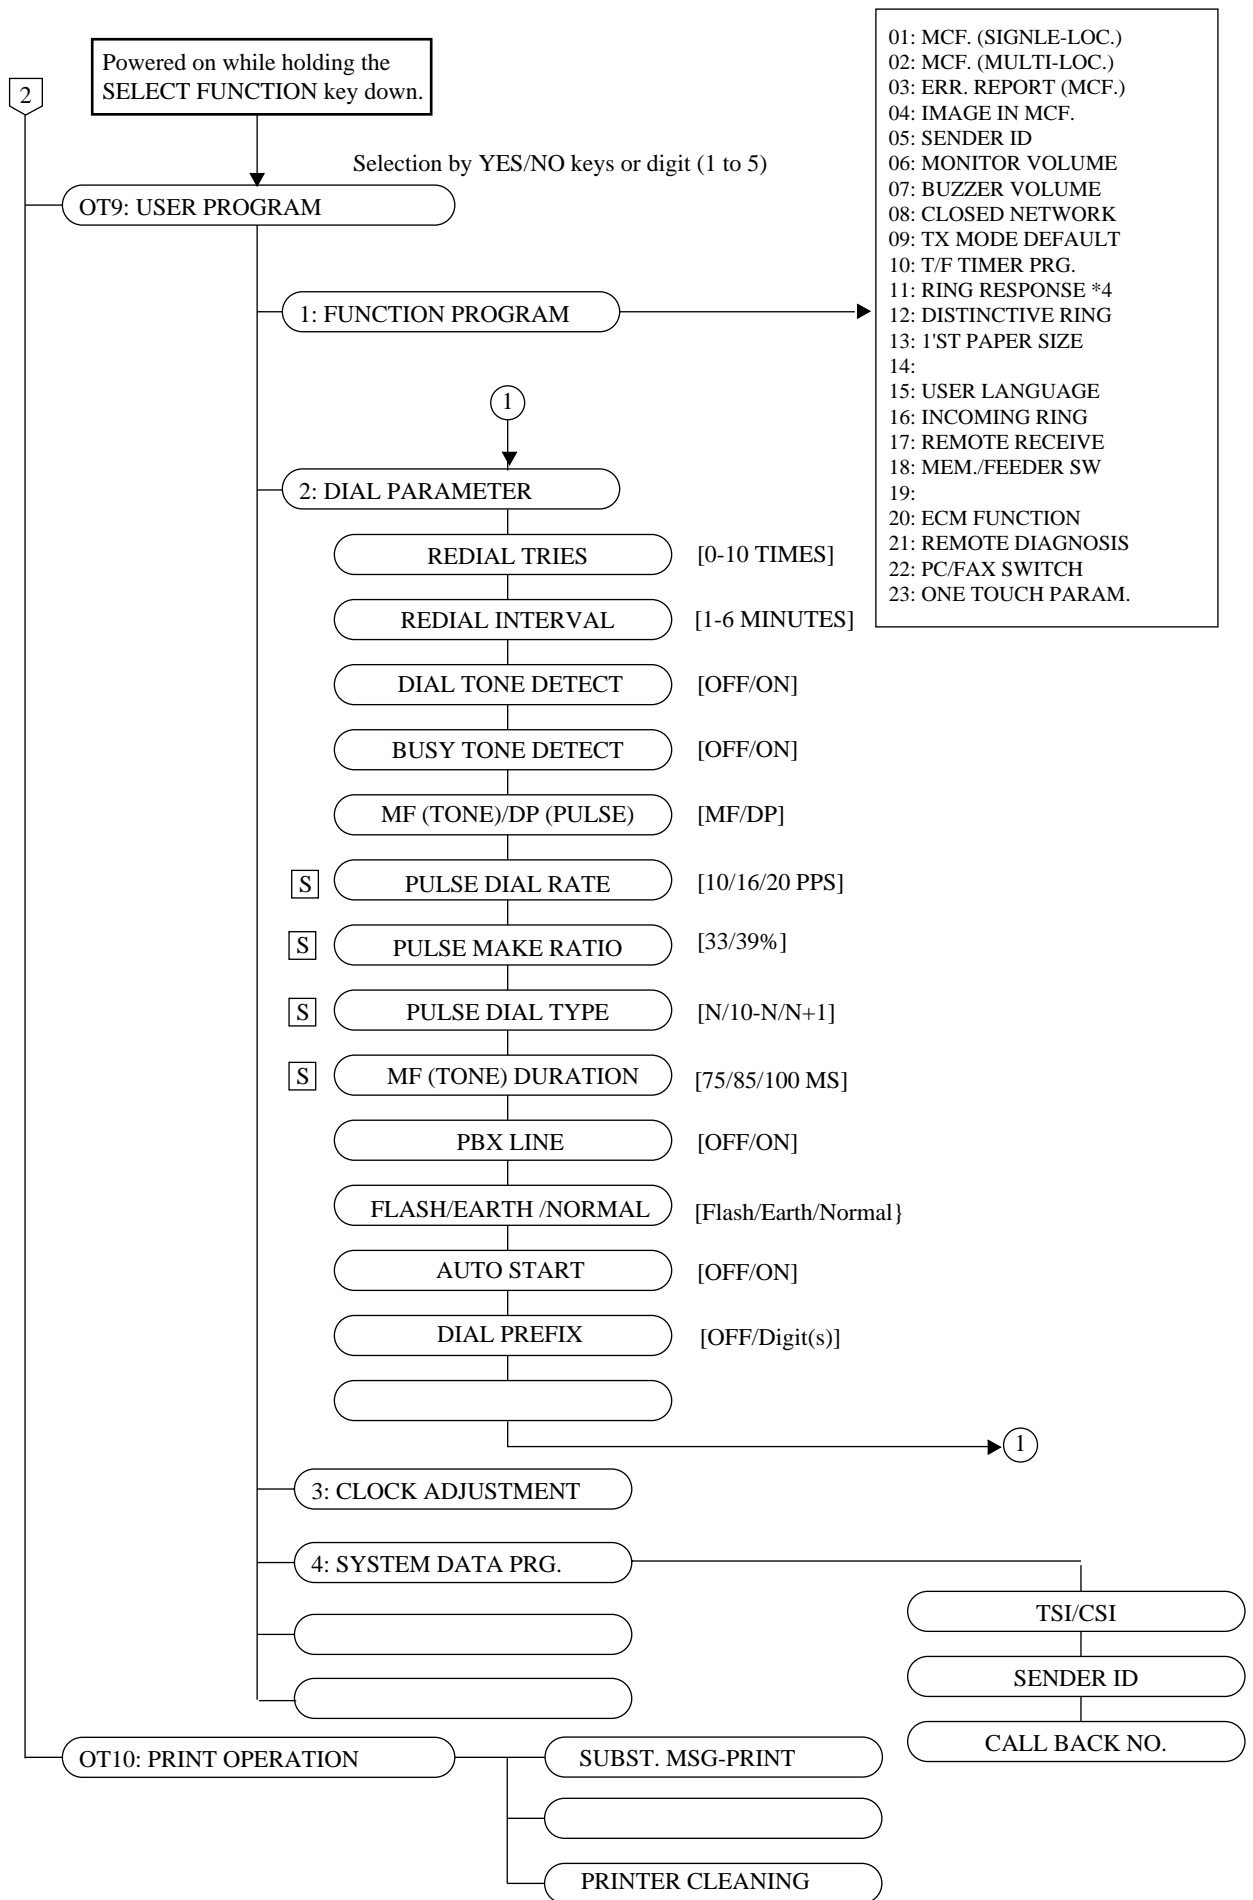 2
Powered on while holding the
SELECT FUNCTION key down.
Selection by YES/NO keys or digit (1 to 5)
OT9: USER PROGRAM
1: FUNCTION PROGRAM
01: MCF. (SIGNLE-LOC.)
02: MCF. (MULTI-LOC.)
03: ERR. REPORT (MCF.)
04: IMAGE IN MCF.
05: SENDER ID
06: MONITOR VOLUME
07: BUZZER VOLUME
08: CLOSED NETWORK
09: TX MODE DEFAULT
10: T/F TIMER PRG.
11: RING RESPONSE *4
12: DISTINCTIVE RING
13: 1'ST PAPER SIZE
14:
15: USER LANGUAGE
16: INCOMING RING
17: REMOTE RECEIVE
18: MEM./FEEDER SW
19:
20: ECM FUNCTION
21: REMOTE DIAGNOSIS
22: PC/FAX SWITCH
23: ONE TOUCH PARAM.
1
2: DIAL PARAMETER
REDIAL TRIES [0-10 TIMES]
REDIAL INTERVAL [1-6 MINUTES]
DIAL TONE DETECT [OFF/ON]
BUSY TONE DETECT [OFF/ON]
MF (TONE)/DP (PULSE) [MF/DP]
S PULSE DIAL RATE [10/16/20 PPS]
S PULSE MAKE RATIO [33/39%]
S PULSE DIAL TYPE [N/10-N/N+1]
S MF (TONE) DURATION [75/85/100 MS]
PBX LINE [OFF/ON]
FLASH/EARTH /NORMAL [Flash/Earth/Normal}
AUTO START [OFF/ON]
DIAL PREFIX [OFF/Digit(s)]
1
3: CLOCK ADJUSTMENT
4: SYSTEM DATA PRG.
TSI/CSI
SENDER ID
CALL BACK NO.
OT10: PRINT OPERATION
SUBST. MSG-PRINT
PRINTER CLEANING